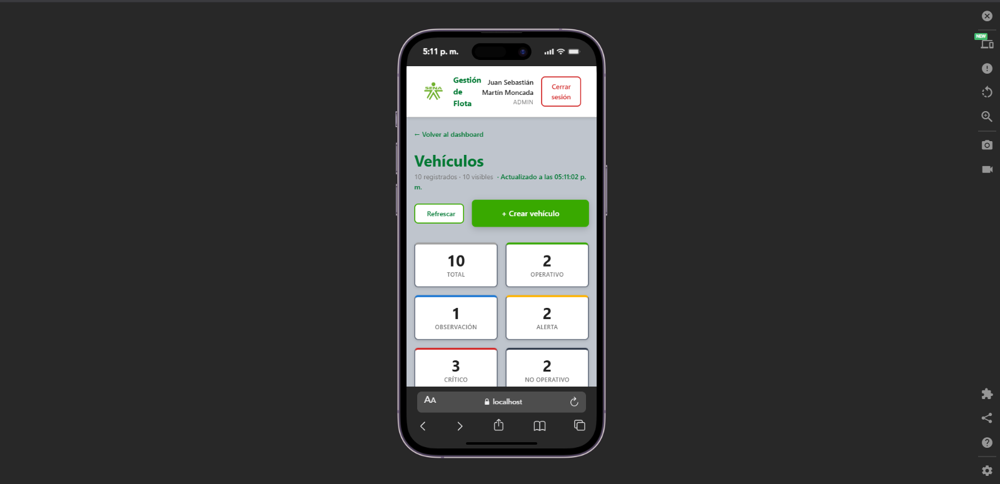 NEW
5:11 p. m.
SENA
Gestión
de
Flota
Juan Sebastián
Martín Moncada
ADMIN
Cerrar
sesión
← Volver al dashboard
Vehículos
10 registrados · 10 visibles · Actualizado a las 05:11:02 p.
m.
Refrescar
+ Crear vehículo
10
TOTAL
2
OPERATIVO
1
OBSERVACIÓN
2
ALERTA
3
CRÍTICO
2
NO OPERATIVO
AA
localhost